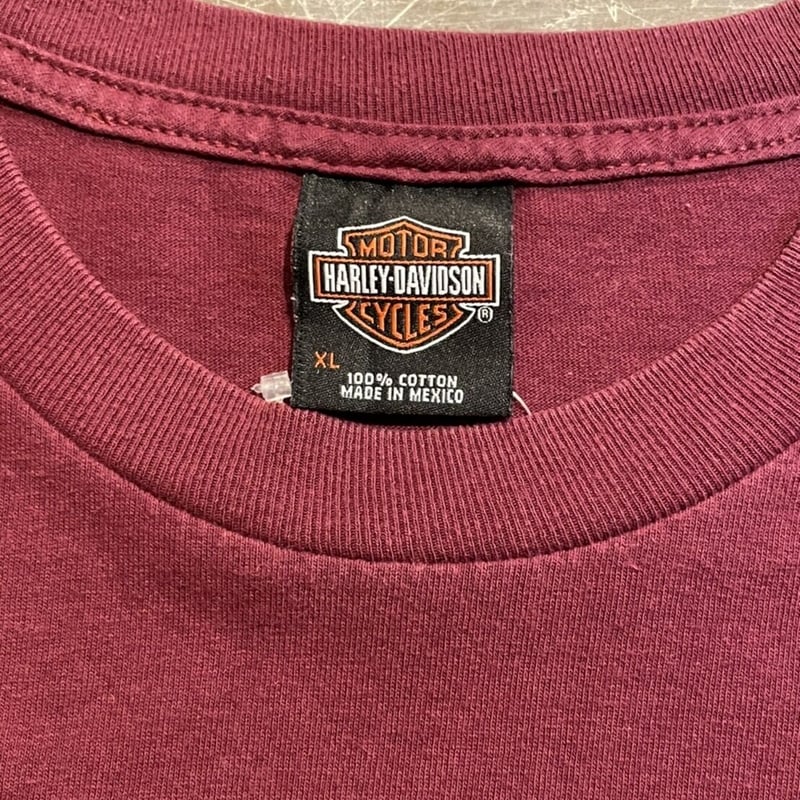 MOTOR
HARLEY-DAVIDSON
CYCLES ®
XL
100% COTTON
MADE IN MEXICO